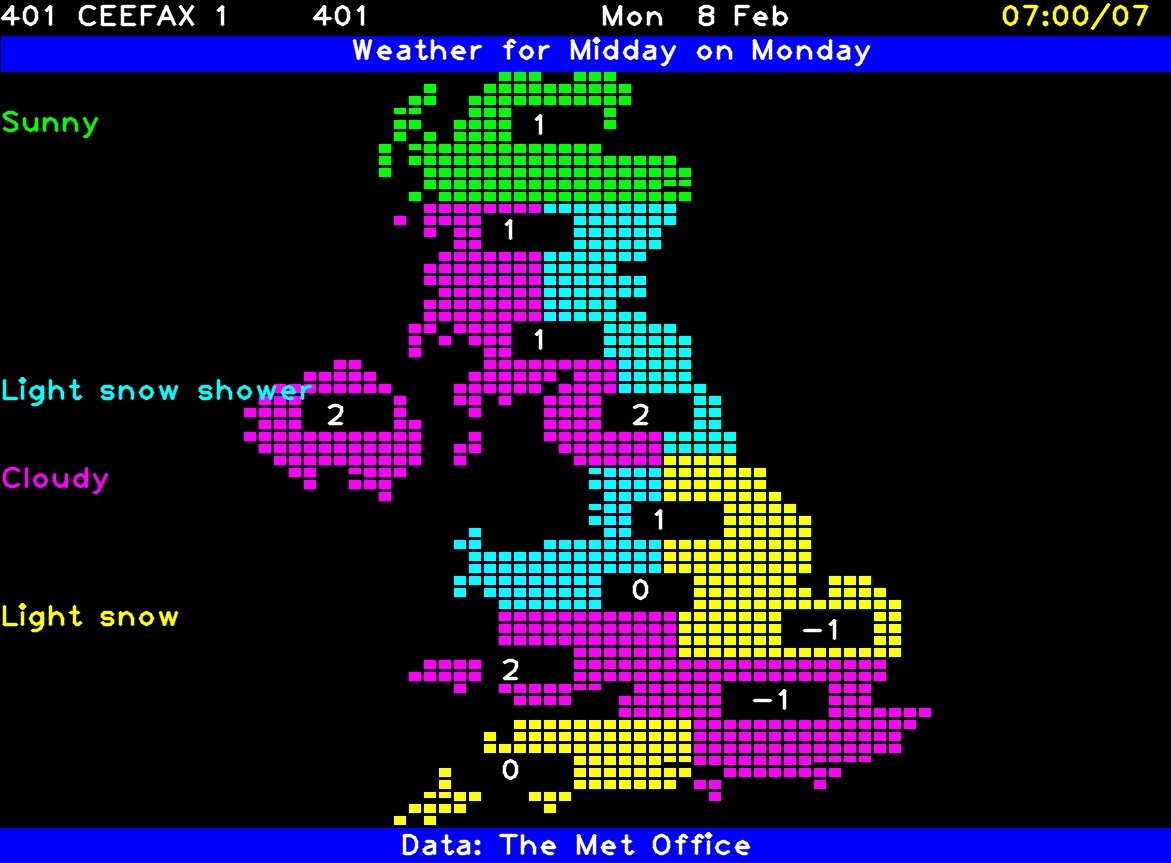 401 CEEFAX 1 401 Mon 8 Feb 07:00/07
Weather for Midday on Monday
Sunny
1
1
1
Light snow shower
2 2
Cloudy
1
0
Light snow
-1
2
-1
0
Data: The Met Office